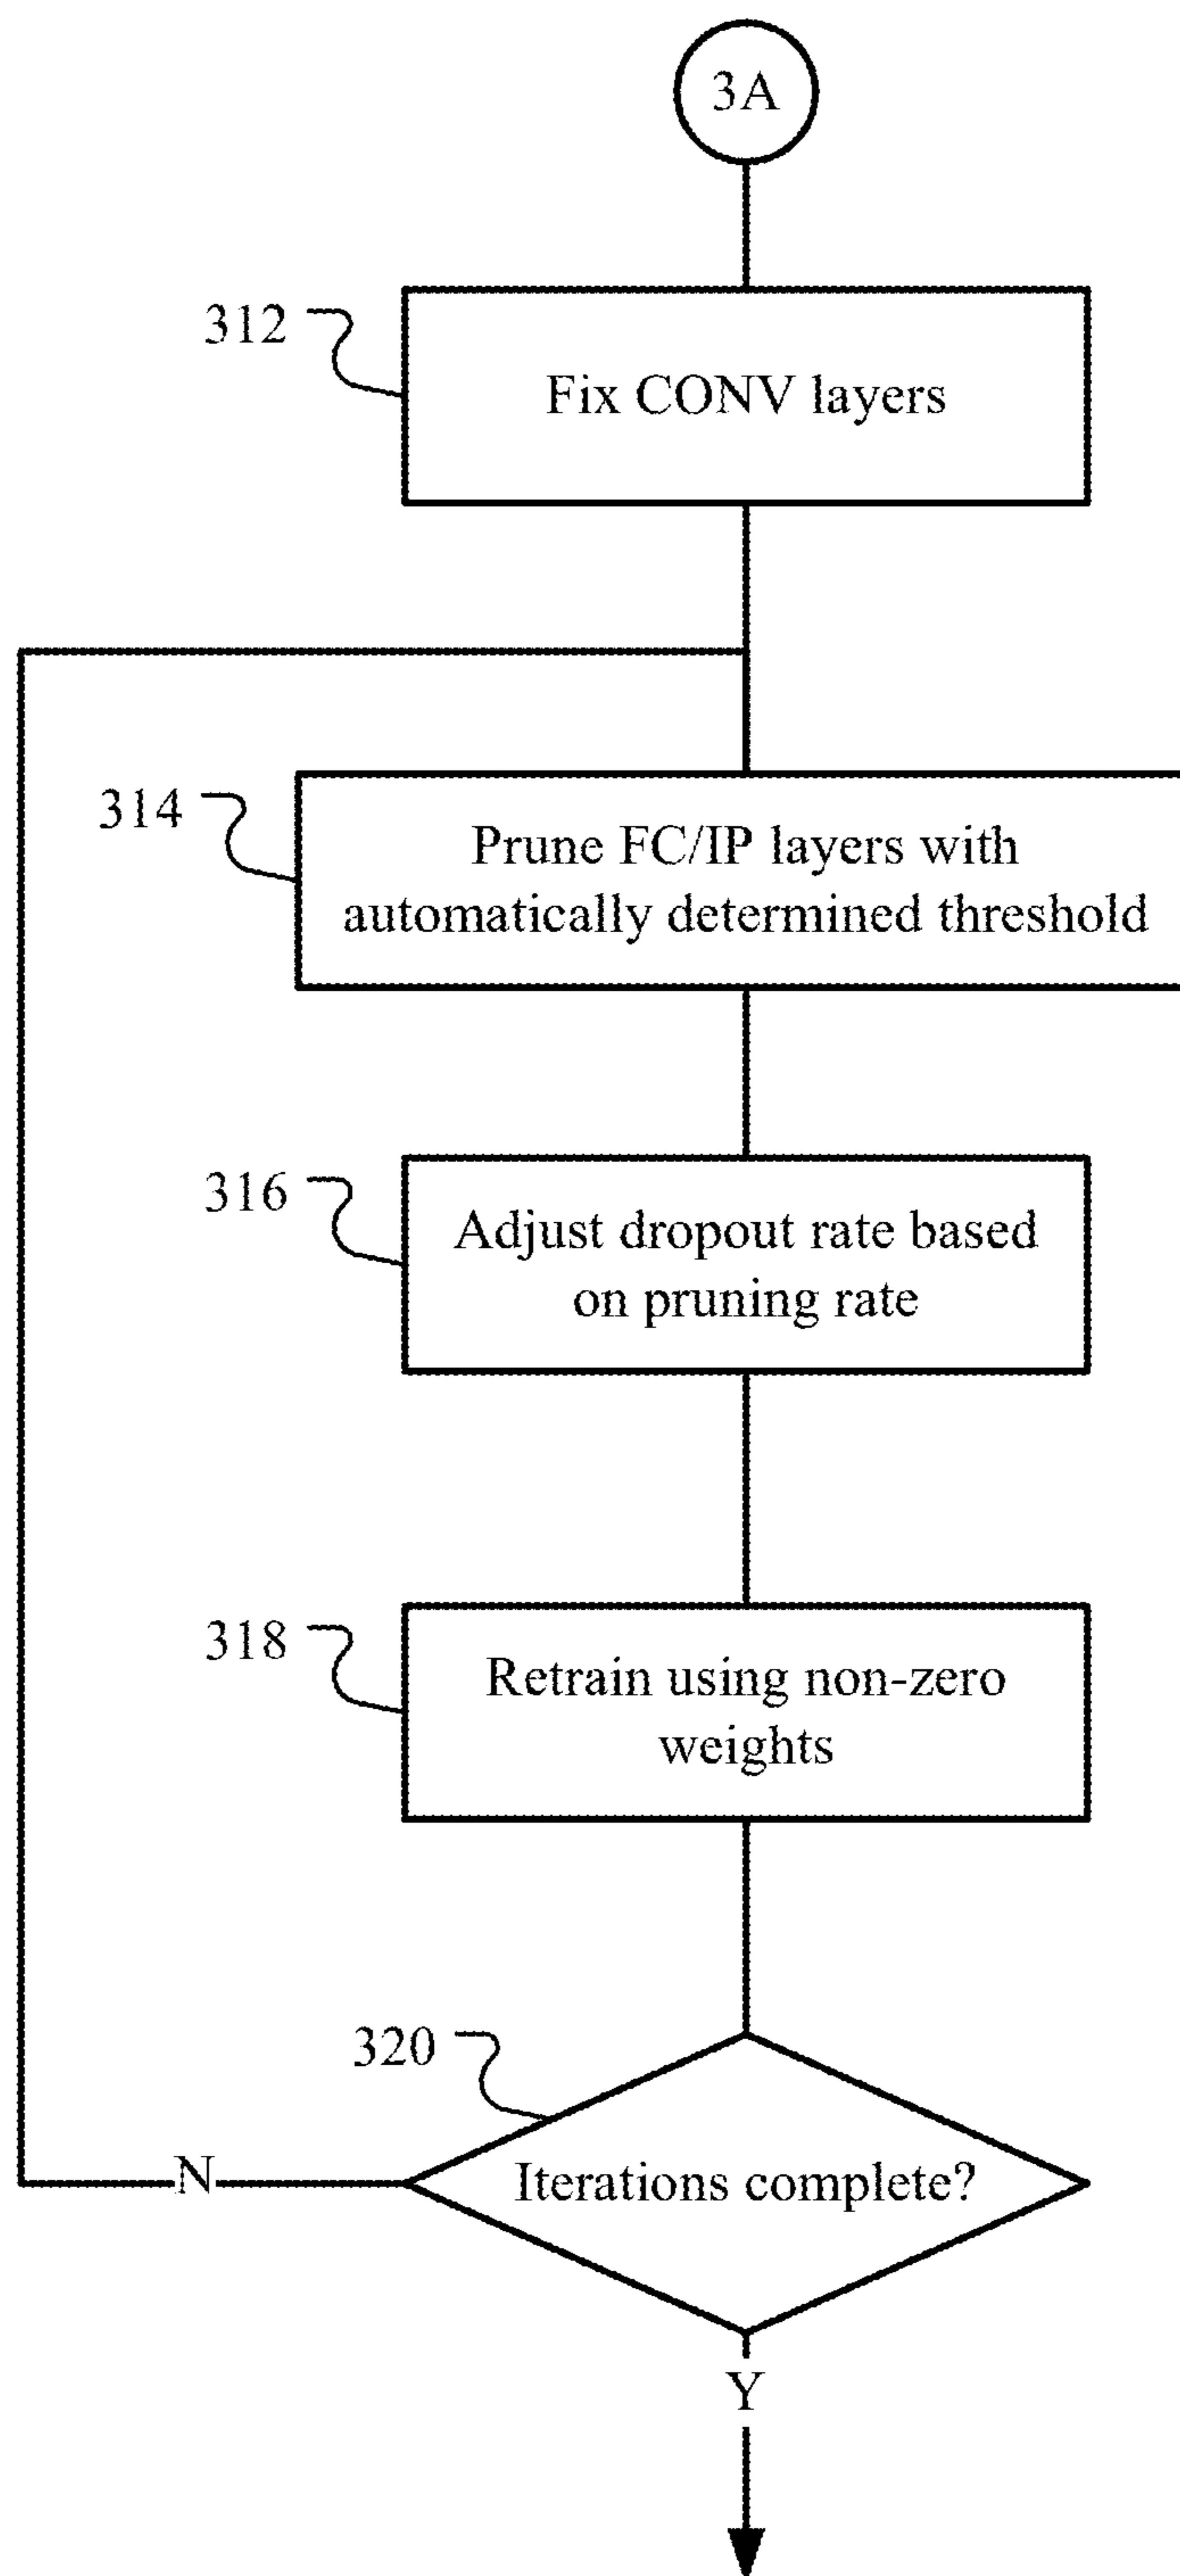 3A
312
Fix CONV layers
314
Prune FC/IP layers with
automatically determined threshold
316
Adjust dropout rate based
on pruning rate
318
Retrain using non-zero
weights
320
Iterations complete?
N
Y